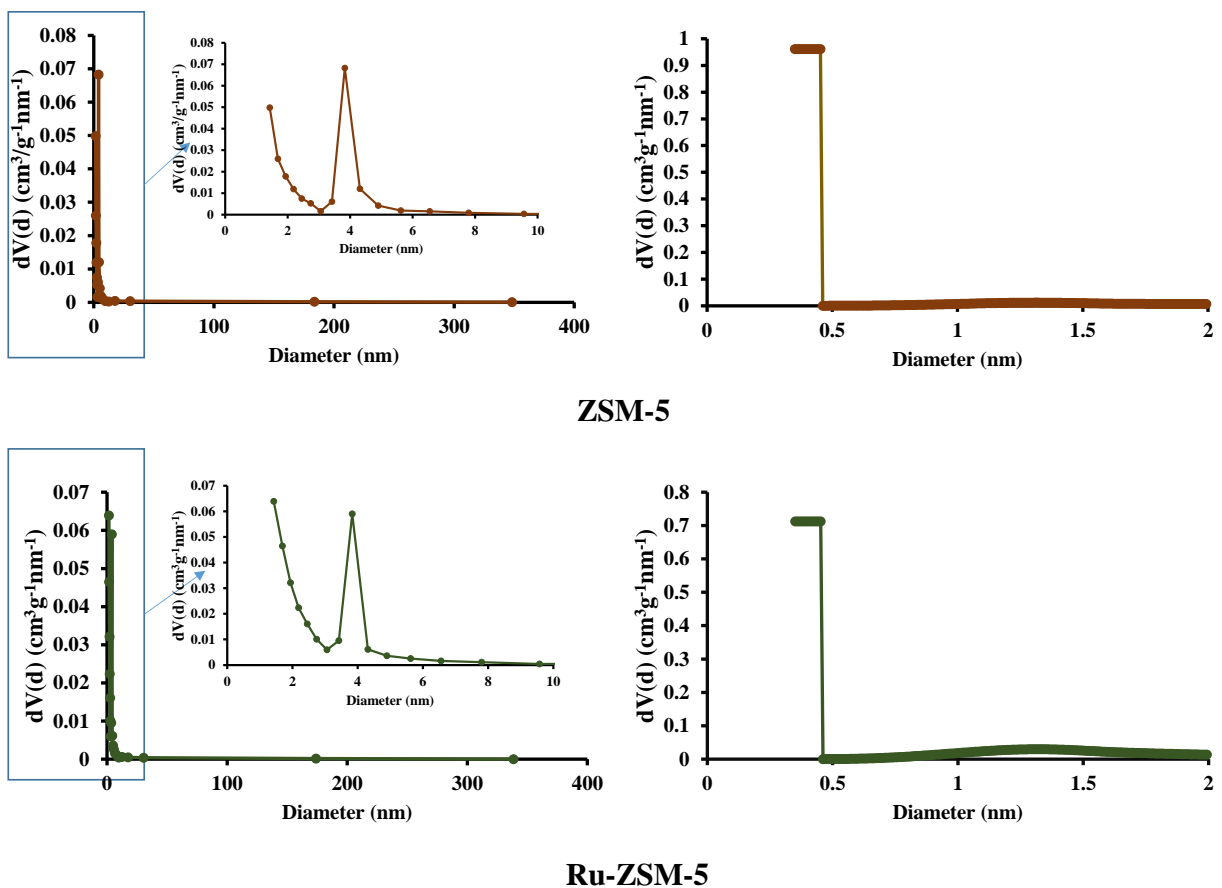 0.08
0.07
0.06
0.05
0.04
0.03
0.02
0.01
0
dV(d) (cm³/g⁻¹nm⁻¹)
0 100 200 300 400
Diameter (nm)
0.08
0.07
0.06
0.05
0.04
0.03
0.02
0.01
0
dV(d) (cm³/g⁻¹nm⁻¹)
0 2 4 6 8 10
Diameter (nm)
1
0.9
0.8
0.7
0.6
0.5
0.4
0.3
0.2
0.1
0
dV(d) (cm³g⁻¹nm⁻¹)
0 0.5 1 1.5 2
Diameter (nm)
ZSM-5
0.07
0.06
0.05
0.04
0.03
0.02
0.01
0
dV(d) (cm³g⁻¹nm⁻¹)
0 100 200 300 400
Diameter (nm)
0.07
0.06
0.05
0.04
0.03
0.02
0.01
0
dV(d) (cm³g⁻¹nm⁻¹)
0 2 4 6 8 10
Diameter (nm)
0.8
0.7
0.6
0.5
0.4
0.3
0.2
0.1
0
dV(d) (cm³g⁻¹nm⁻¹)
0 0.5 1 1.5 2
Diameter (nm)
Ru-ZSM-5